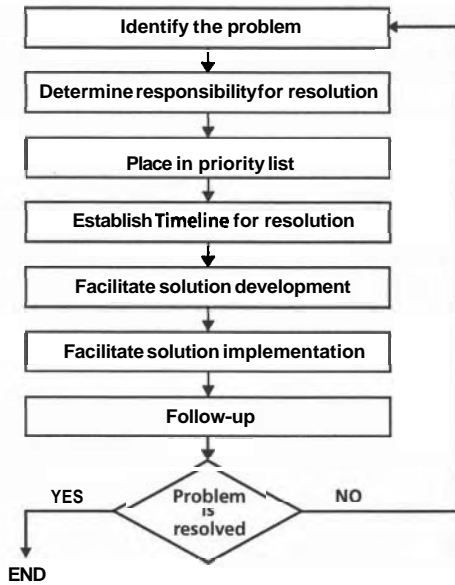 Identify the problem
Determine responsibility for resolution
Place in priority list
Establish Timeline for resolution
Facilitate solution development
Facilitate solution implementation
Follow-up
Problem
is
resolved
YES
NO
END